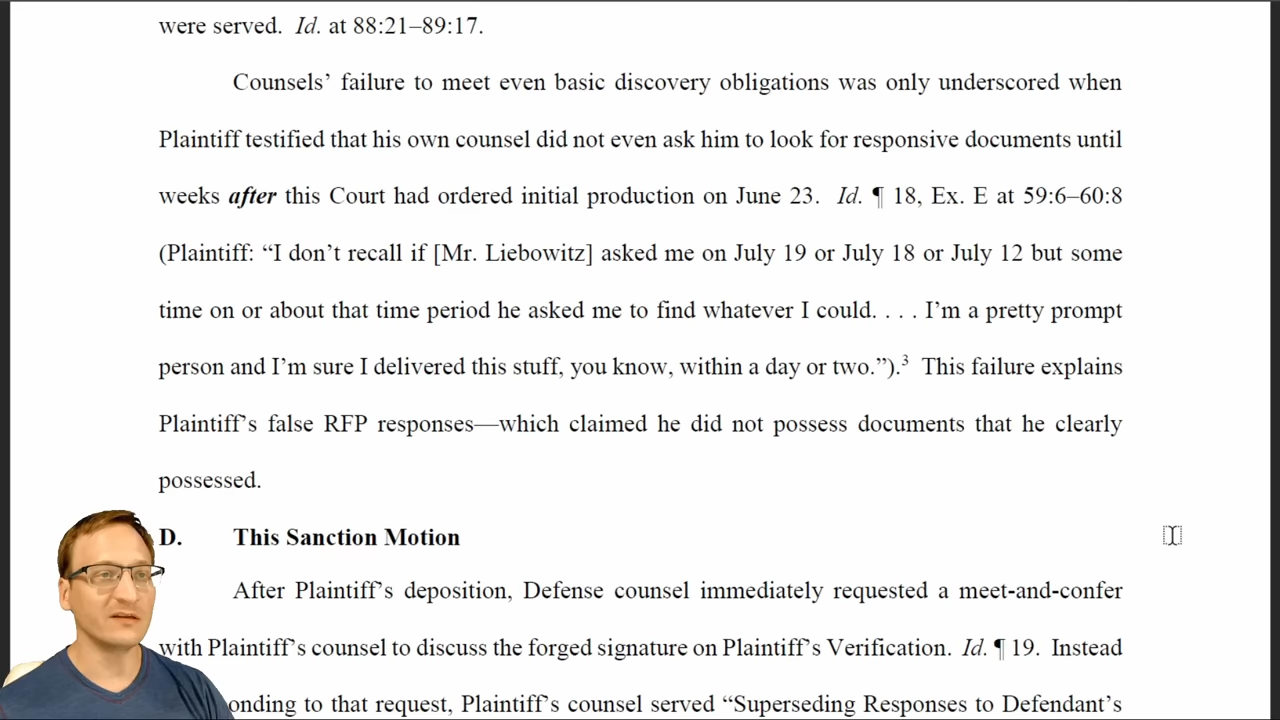 were served. Id. at 88:21–89:17.
Counsels’ failure to meet even basic discovery obligations was only underscored when
Plaintiff testified that his own counsel did not even ask him to look for responsive documents until
weeks after this Court had ordered initial production on June 23. Id. ¶ 18, Ex. E at 59:6–60:8
(Plaintiff: “I don’t recall if [Mr. Liebowitz] asked me on July 19 or July 18 or July 12 but some
time on or about that time period he asked me to find whatever I could. . . . I’m a pretty prompt
person and I’m sure I delivered this stuff, you know, within a day or two.”).3 This failure explains
Plaintiff’s false RFP responses—which claimed he did not possess documents that he clearly
possessed.
D. This Sanction Motion
After Plaintiff’s deposition, Defense counsel immediately requested a meet-and-confer
with Plaintiff’s counsel to discuss the forged signature on Plaintiff’s Verification. Id. ¶ 19. Instead
onding to that request, Plaintiff’s counsel served “Superseding Responses to Defendant’s